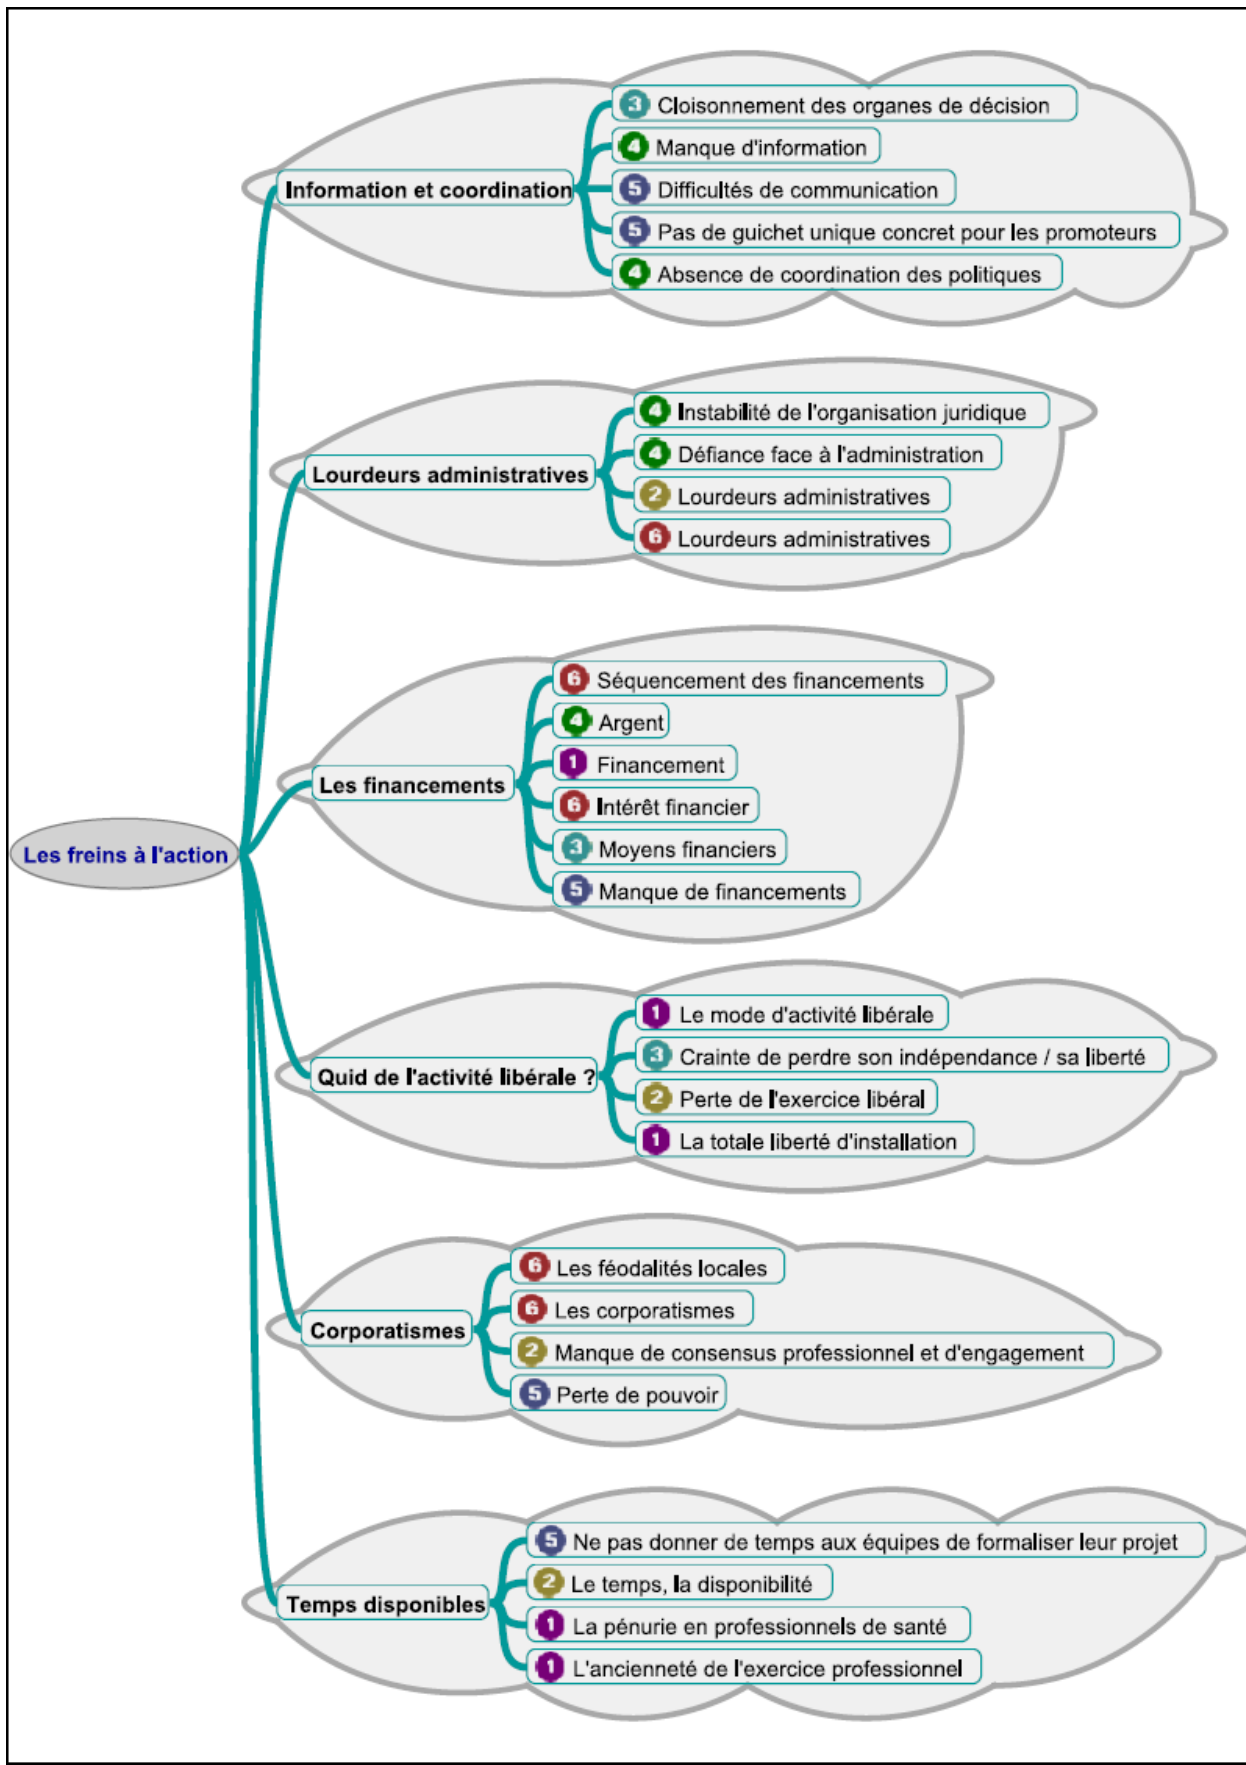 Les freins à l'action
Information et coordination
3 Cloisonnement des organes de décision
4 Manque d'information
5 Difficultés de communication
5 Pas de guichet unique concret pour les promoteurs
4 Absence de coordination des politiques
Lourdeurs administratives
4 Instabilité de l'organisation juridique
4 Défiance face à l'administration
2 Lourdeurs administratives
6 Lourdeurs administratives
Les financements
6 Séquencement des financements
4 Argent
1 Financement
6 Intérêt financier
3 Moyens financiers
5 Manque de financements
Quid de l'activité libérale ?
1 Le mode d'activité libérale
3 Crainte de perdre son indépendance / sa liberté
2 Perte de l'exercice libéral
1 La totale liberté d'installation
Corporatismes
6 Les féodalités locales
6 Les corporatismes
2 Manque de consensus professionnel et d'engagement
5 Perte de pouvoir
Temps disponibles
5 Ne pas donner de temps aux équipes de formaliser leur projet
2 Le temps, la disponibilité
1 La pénurie en professionnels de santé
1 L'ancienneté de l'exercice professionnel